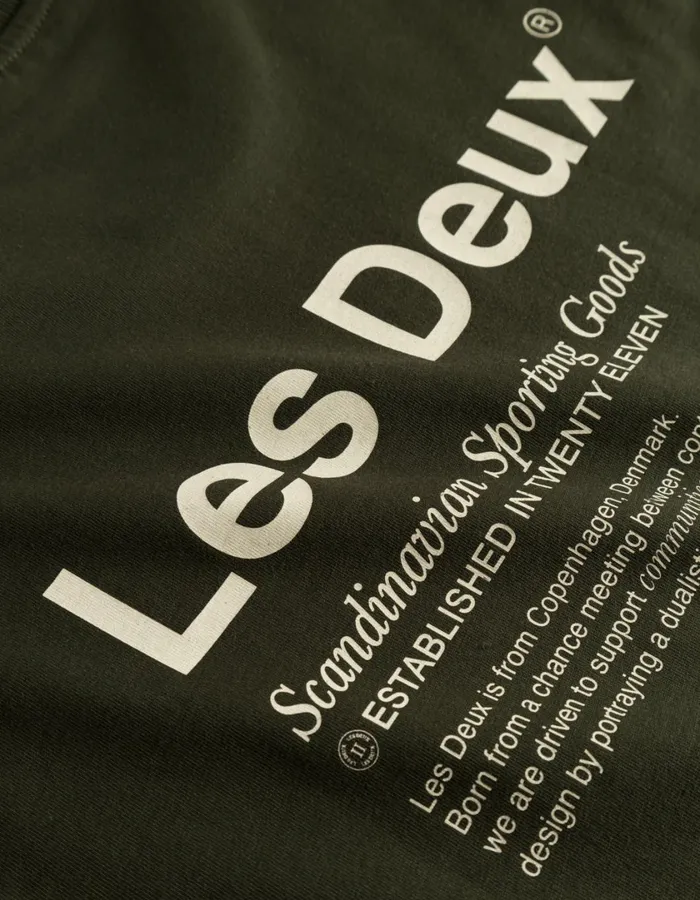 Les Deux®
Scandinavian Sporting Goods
ESTABLISHED IN TWENTY ELEVEN
II
Les Deux is from Copenhagen, Denmark.
Born from a chance meeting between
we are driven to support
design by portraying a